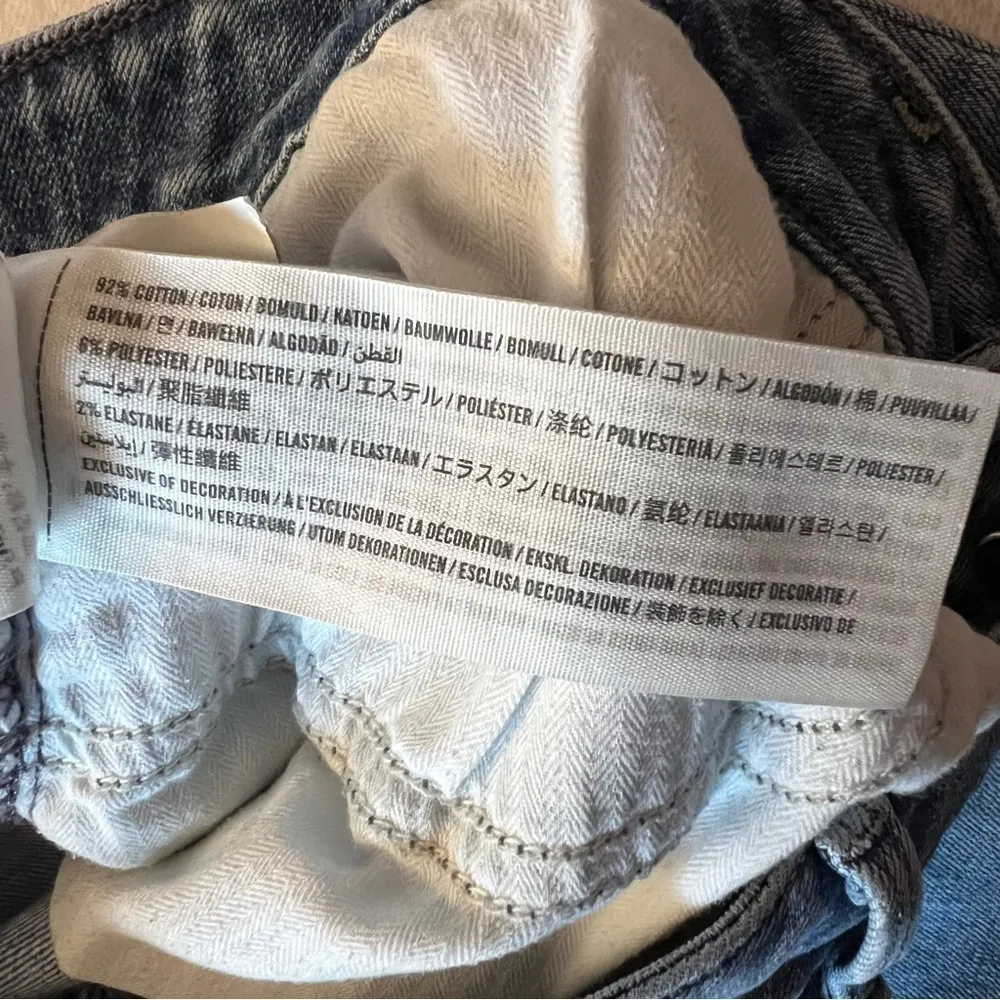 92% COTTON / COTON / BOMULD / KATOEN / BAUMWOLLE / BOMULL / COTONE / コットン / ALGODÓN / 棉 / PUUVILLAA /
BAVLNA / 면 / BAWEŁNA / ALGODÃO / القطن
6% POLYESTER / POLIESTERE / ポリエステル / POLIÉSTER / 涤纶 / POLYESTERIÄ / 폴리에스테르 / POLIESTER /
البوليستر / 聚脂纖維
2% ELASTANE / ÉLASTANE / ELASTAN / ELASTAAN / エラスタン / ELASTANO / 氨纶 / ELASTAANIA / 엘라스탄 /
إيلاستين / 彈性纖維
EXCLUSIVE OF DECORATION / À L'EXCLUSION DE LA DÉCORATION / EKSKL. DEKORATION / EXCLUSIEF DECORATIE /
AUSSCHLIESSLICH VERZIERUNG / UTOM DEKORATIONEN / ESCLUSA DECORAZIONE / 装飾を除く / EXCLUSIVO DE